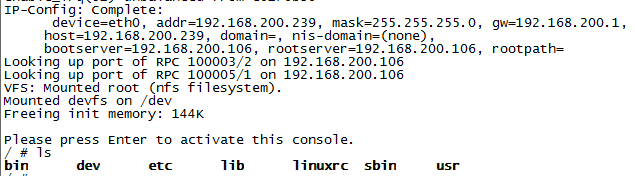 IP-Config: Complete:
device=eth0, addr=192.168.200.239, mask=255.255.255.0, gw=192.168.200.1,
host=192.168.200.239, domain=, nis-domain=(none),
bootserver=192.168.200.106, rootserver=192.168.200.106, rootpath=
Looking up port of RPC 100003/2 on 192.168.200.106
Looking up port of RPC 100005/1 on 192.168.200.106
VFS: Mounted root (nfs filesystem).
Mounted devfs on /dev
Freeing init memory: 144K
Please press Enter to activate this console.
/ # ls
bin dev etc lib linuxrc sbin usr